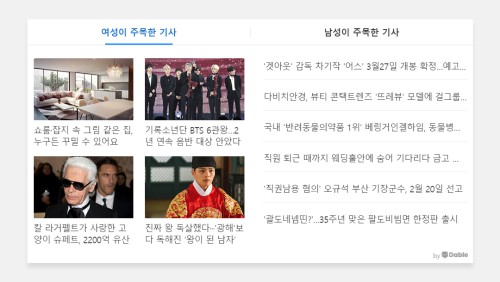 여성이 주목한 기사
남성이 주목한 기사
쇼룸·잡지 속 그림 같은 집,
누구든 꾸밀 수 있어요
기록소년단 BTS 6관왕...2
년 연속 음반 대상 안았다
칼 라거펠트가 사랑한 고
양이 슈페트, 2200억 유산
진짜 왕 독살했다··'광해'보
다 독해진 '왕이 된 남자'
'겟아웃' 감독 차기작 '어스' 3월27일 개봉 확정...예고...
다비치안경, 뷰티 콘택트렌즈 '뜨레뷰' 모델에 걸그룹...
국내 '반려동물의약품 1위' 베링거인겔하임, 동물병...
직원 퇴근 때까지 웨딩홀안에 숨어 기다리다 금고 ...
'직권남용 혐의' 오규석 부산 기장군수, 2월 20일 선고
'괄도네넴띤?'...35주년 맞은 팔도비빔면 한정판 출시
by Dable